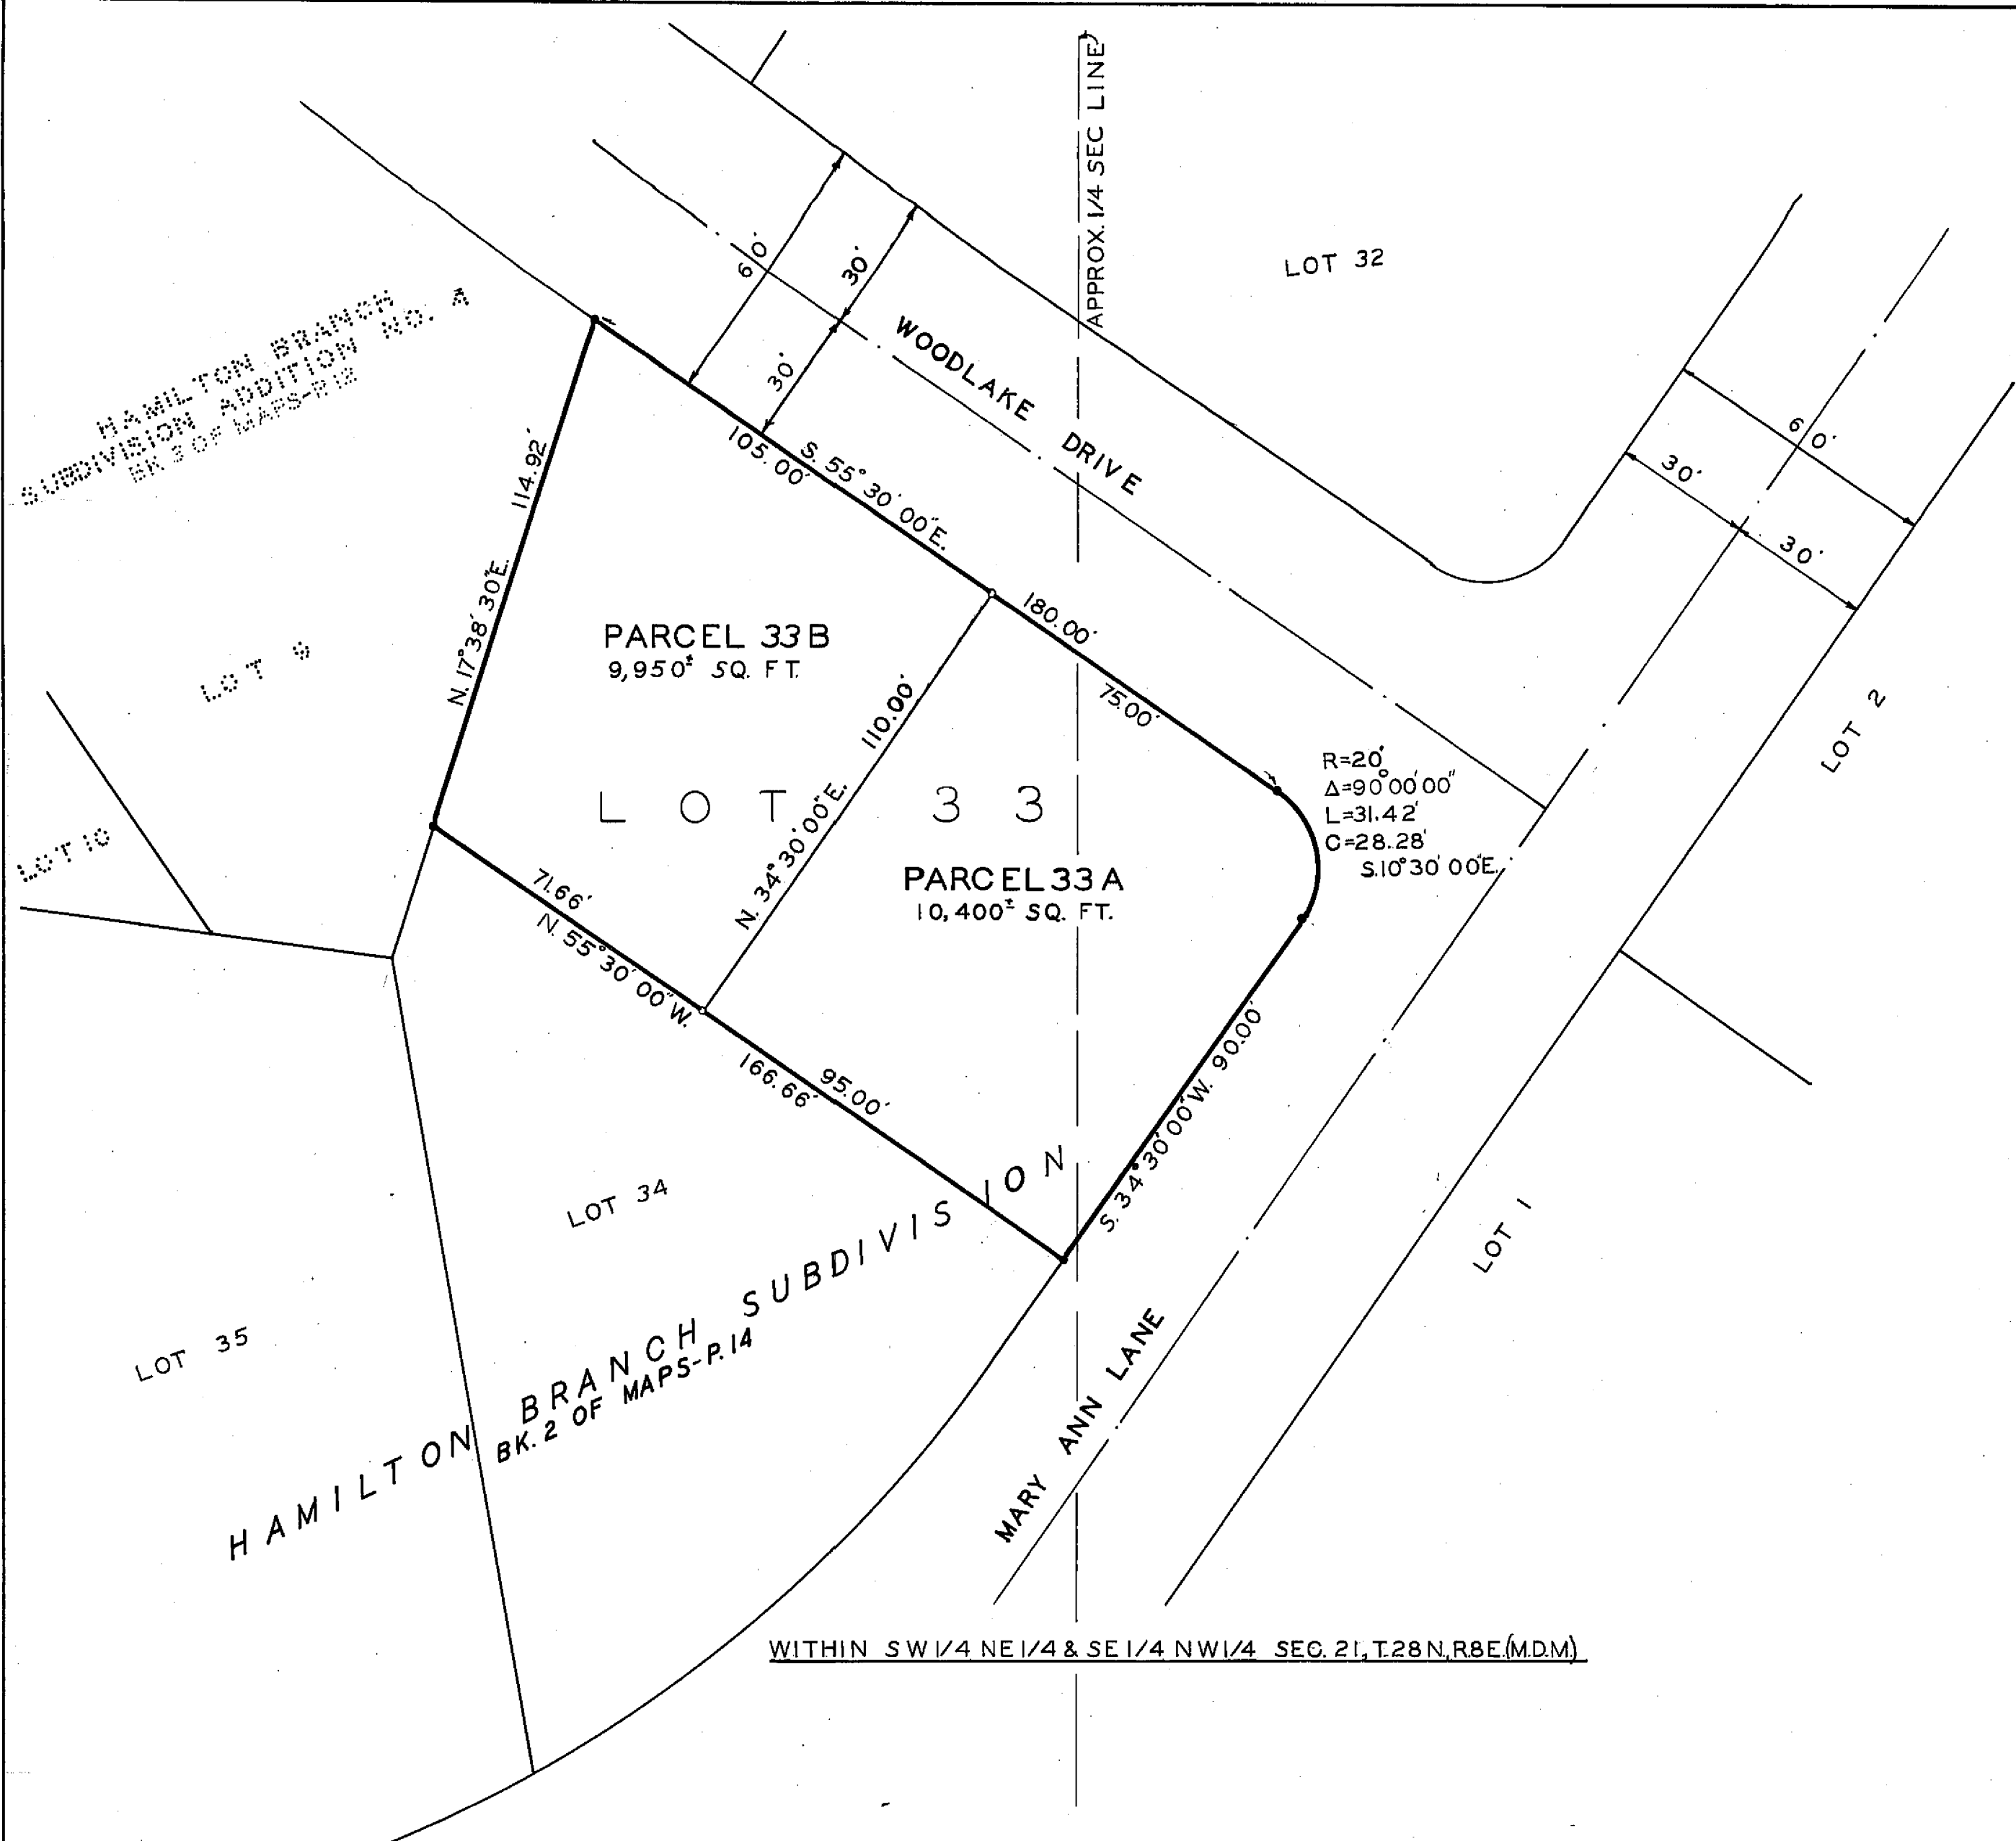 APPROX. 1/4 SEC LINE
LOT 32
60'
30'
30'
WOODLAKE DRIVE
HAMILTON BRANCH
SUBDIVISION ADDITION NO. A
BK 3 OF MAPS-P.12
60'
30'
30'
114.92'
N. 17°38'30"E.
105.00'
S. 55°30'00"E.
180.00'
75.00'
PARCEL 33B
9,950± SQ. FT.
LOT 9
LOT 10
LOT 33
110.00'
N. 34°30'00"E.
R=20'
Δ=90°00'00"
L=31.42'
C=28.28'
S.10°30'00"E.
LOT 2
PARCEL 33A
10,400± SQ. FT.
71.66'
N. 55°30'00"W.
166.66'
95.00'
S. 34°30'00"W. 90.00'
LOT 34
LOT 35
LOT 1
HAMILTON BRANCH SUBDIVISION
BK. 2 OF MAPS-P.14
MARY ANN LANE
WITHIN SW1/4 NE1/4 & SE1/4 NW1/4 SEC. 21, T.28N., R.8E.(M.D.M.)